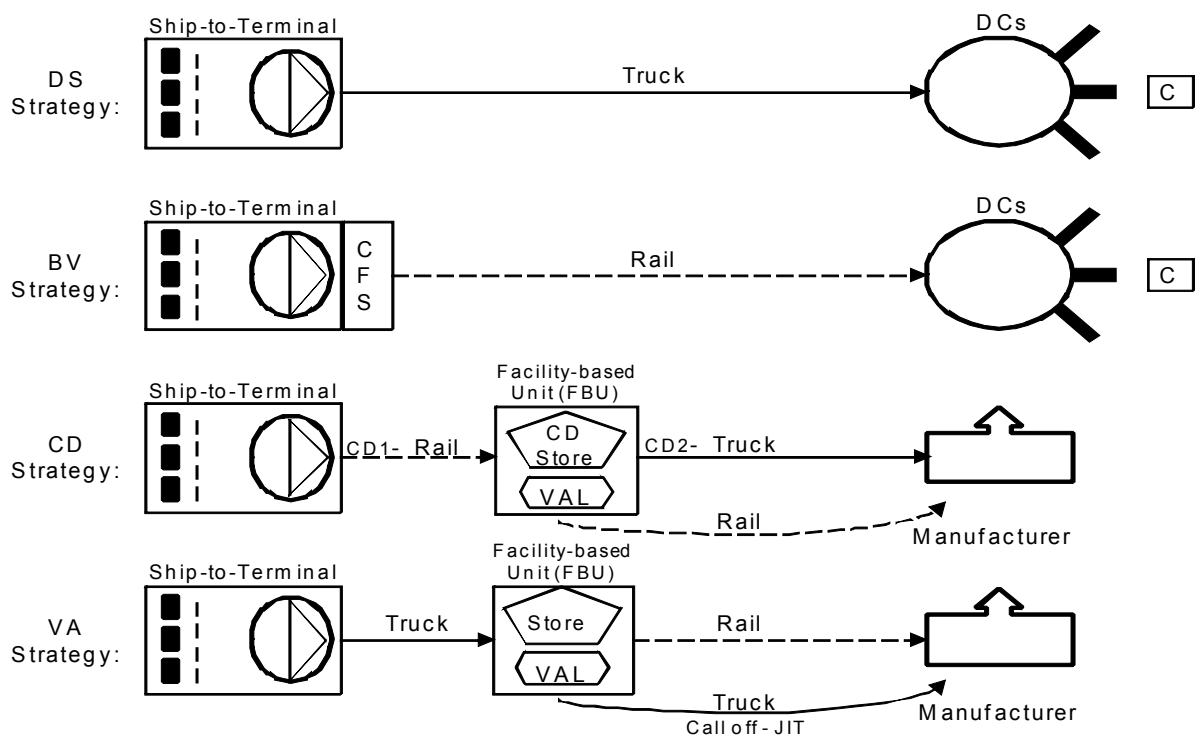 Ship-to-Terminal
DCs
DS
Strategy:
Truck
C
Ship-to-Terminal
DCs
BV
Strategy:
C
F
S
Rail
C
Facility-based
Unit(FBU)
Ship-to-Terminal
CD
Strategy:
CD1- Rail
CD
Store
VAL
CD2- Truck
Rail
Manufacturer
Facility-based
Unit(FBU)
Ship-to-Terminal
VA
Strategy:
Truck
Store
VAL
Rail
Truck
Call off - JIT
Manufacturer